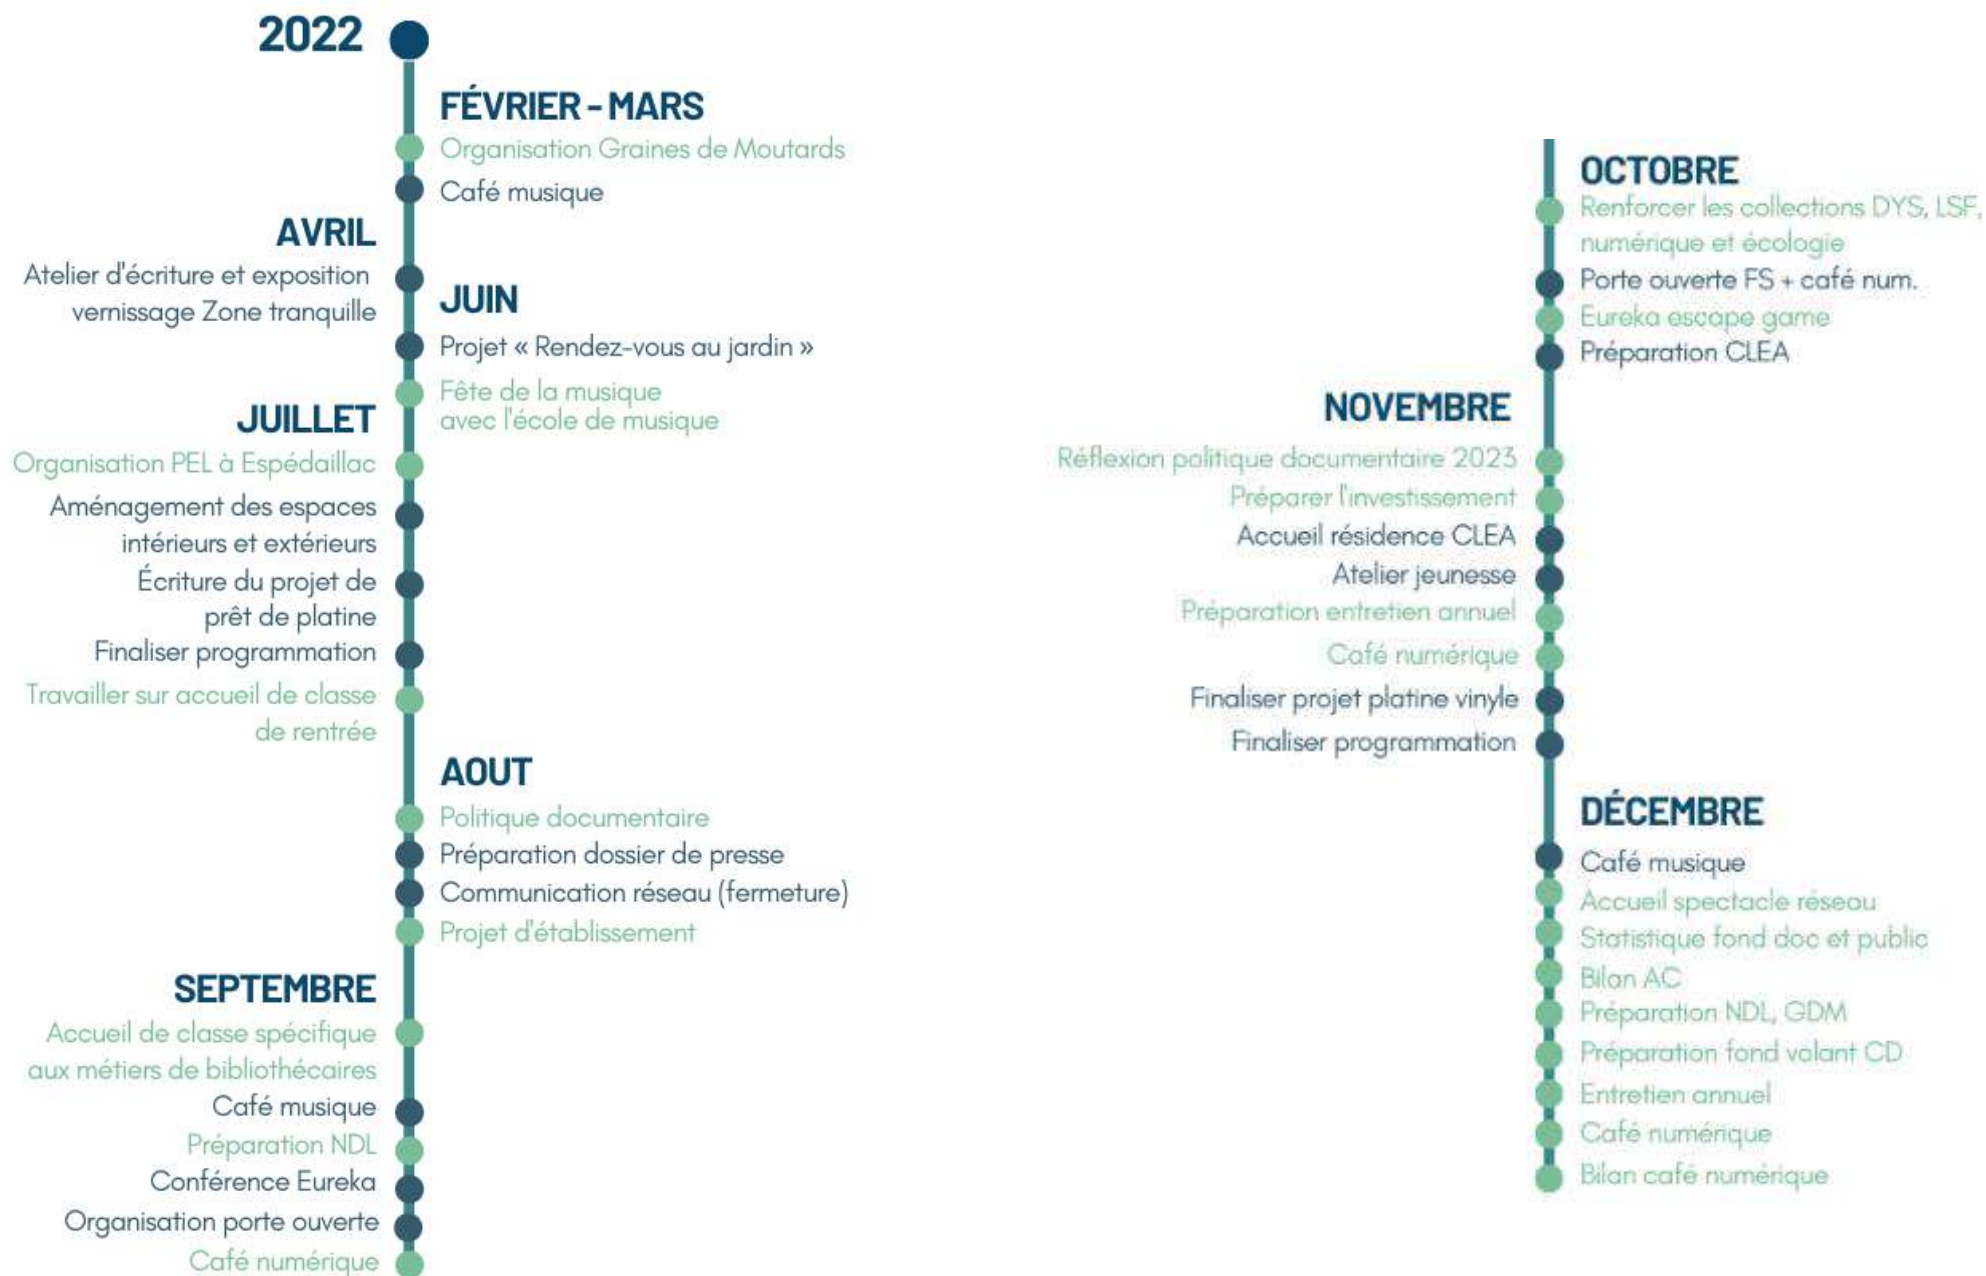 2022
FÉVRIER - MARS
Organisation Graines de Moutards
Café musique
AVRIL
Atelier d'écriture et exposition
vernissage Zone tranquille
JUIN
Projet « Rendez-vous au jardin »
Fête de la musique
avec l'école de musique
JUILLET
Organisation PEL à Espédaillac
Aménagement des espaces
intérieurs et extérieurs
Écriture du projet de
prêt de platine
Finaliser programmation
Travailler sur accueil de classe
de rentrée
AOUT
Politique documentaire
Préparation dossier de presse
Communication réseau (fermeture)
Projet d'établissement
SEPTEMBRE
Accueil de classe spécifique
aux métiers de bibliothécaires
Café musique
Préparation NDL
Conférence Eureka
Organisation porte ouverte
Café numérique
OCTOBRE
Renforcer les collections DYS, LSF,
numérique et écologie
Porte ouverte FS + café num.
Eureka escape game
Préparation CLEA
NOVEMBRE
Réflexion politique documentaire 2023
Préparer l'investissement
Accueil résidence CLEA
Atelier jeunesse
Préparation entretien annuel
Café numérique
Finaliser projet platine vinyle
Finaliser programmation
DÉCEMBRE
Café musique
Accueil spectacle réseau
Statistique fond doc et public
Bilan AC
Préparation NDL, GDM
Préparation fond volant CD
Entretien annuel
Café numérique
Bilan café numérique